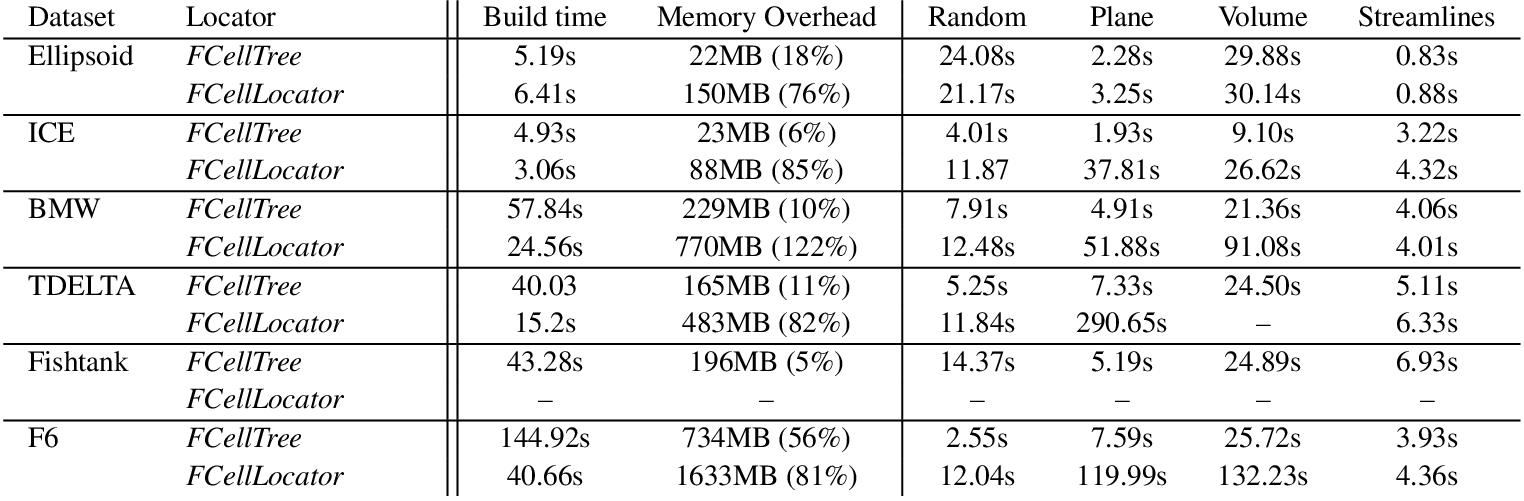 Dataset Locator Build time Memory Overhead Random Plane Volume Streamlines
Ellipsoid FCellTree 5.19s 22MB (18%) 24.08s 2.28s 29.88s 0.83s
FCellLocator 6.41s 150MB (76%) 21.17s 3.25s 30.14s 0.88s
ICE FCellTree 4.93s 23MB (6%) 4.01s 1.93s 9.10s 3.22s
FCellLocator 3.06s 88MB (85%) 11.87 37.81s 26.62s 4.32s
BMW FCellTree 57.84s 229MB (10%) 7.91s 4.91s 21.36s 4.06s
FCellLocator 24.56s 770MB (122%) 12.48s 51.88s 91.08s 4.01s
TDELTA FCellTree 40.03 165MB (11%) 5.25s 7.33s 24.50s 5.11s
FCellLocator 15.2s 483MB (82%) 11.84s 290.65s – 6.33s
Fishtank FCellTree 43.28s 196MB (5%) 14.37s 5.19s 24.89s 6.93s
FCellLocator – – – – – –
F6 FCellTree 144.92s 734MB (56%) 2.55s 7.59s 25.72s 3.93s
FCellLocator 40.66s 1633MB (81%) 12.04s 119.99s 132.23s 4.36s